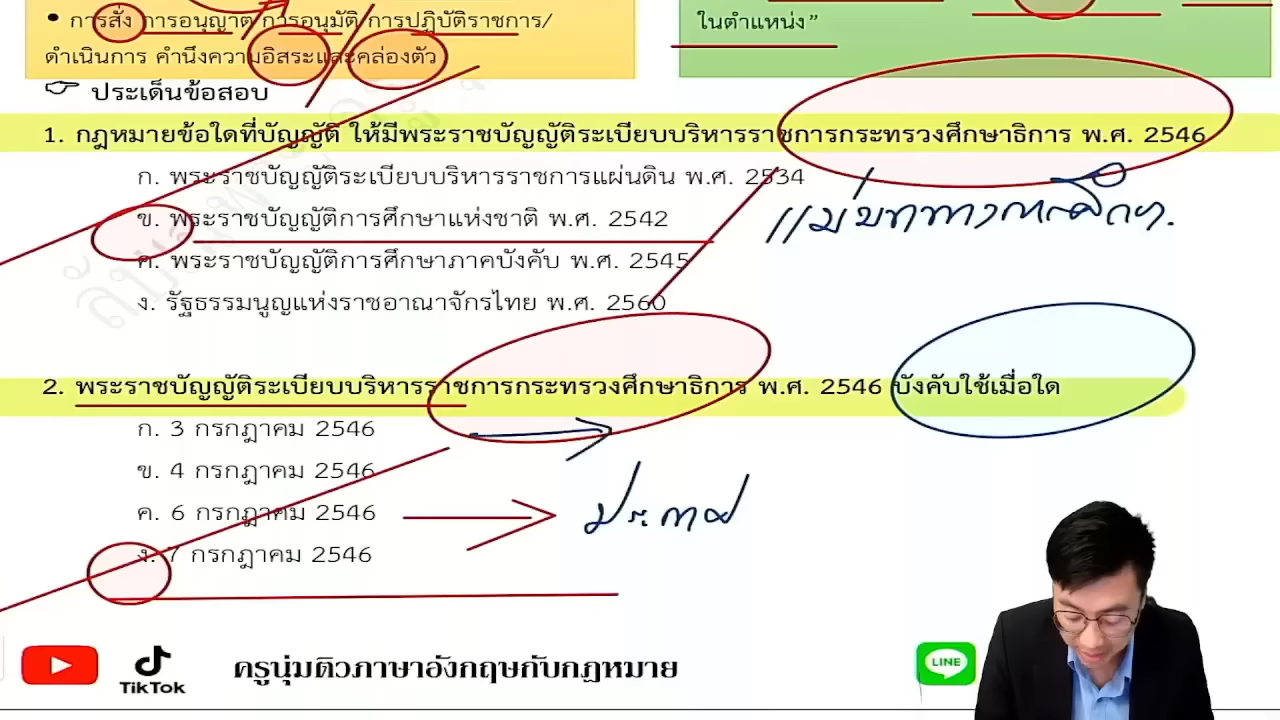 • การสั่ง การอนุญาต การอนุมัติ การปฏิบัติราชการ/
ดำเนินการ คำนึงความอิสระและคล่องตัว
ในตำแหน่ง”
ประเด็นข้อสอบ
1. กฎหมายข้อใดที่บัญญัติ ให้มีพระราชบัญญัติระเบียบบริหารราชการกระทรวงศึกษาธิการ พ.ศ. 2546
ก. พระราชบัญญัติระเบียบบริหารราชการแผ่นดิน พ.ศ. 2534
ข. พระราชบัญญัติการศึกษาแห่งชาติ พ.ศ. 2542
ค. พระราชบัญญัติการศึกษาภาคบังคับ พ.ศ. 2545
ง. รัฐธรรมนูญแห่งราชอาณาจักรไทย พ.ศ. 2560
แม่บททางการศึกษา.
2. พระราชบัญญัติระเบียบบริหารราชการกระทรวงศึกษาธิการ พ.ศ. 2546 บังคับใช้เมื่อใด
ก. 3 กรกฎาคม 2546
ข. 4 กรกฎาคม 2546
ค. 6 กรกฎาคม 2546
ประกาศ
ง. 7 กรกฎาคม 2546
TikTok
ครูนุ่มติวภาษาอังกฤษกับกฎหมาย
LINE